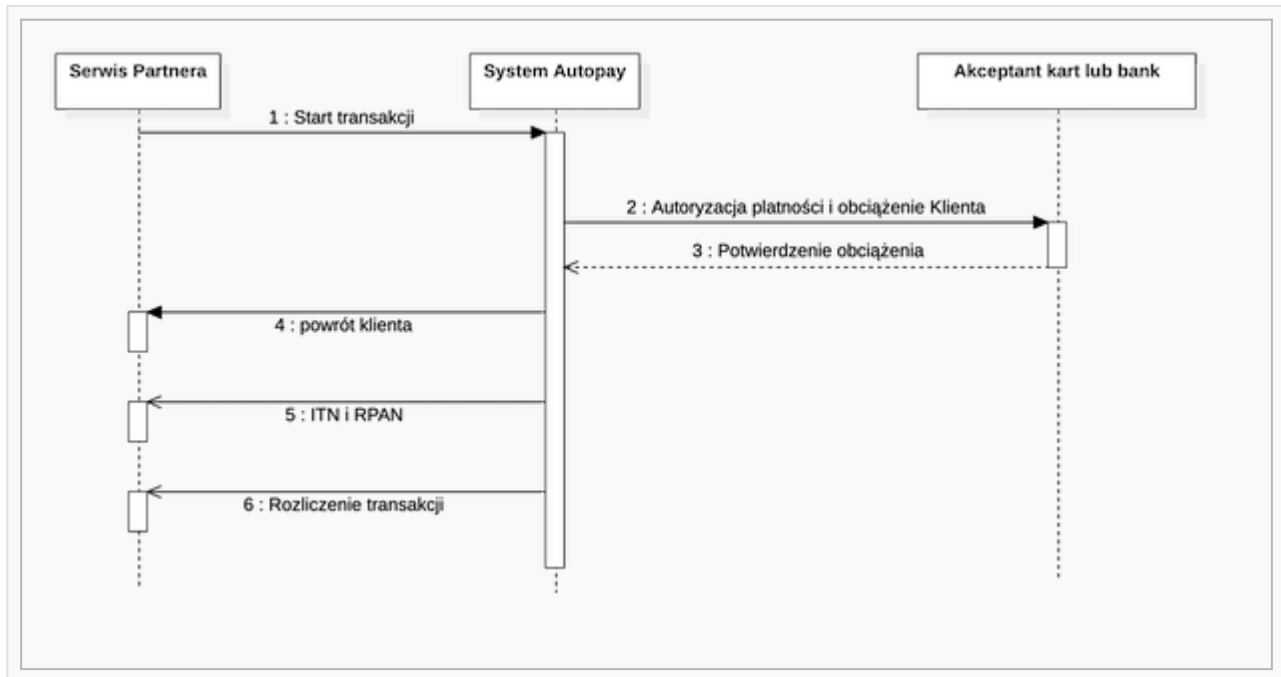 Serwis Partnera
System Autopay
Akceptant kart lub bank
1 : Start transakcji
2 : Autoryzacja platności i obciążenie Klienta
3 : Potwierdzenie obciążenia
4 : powrót klienta
5 : ITN i RPAN
6 : Rozliczenie transakcji